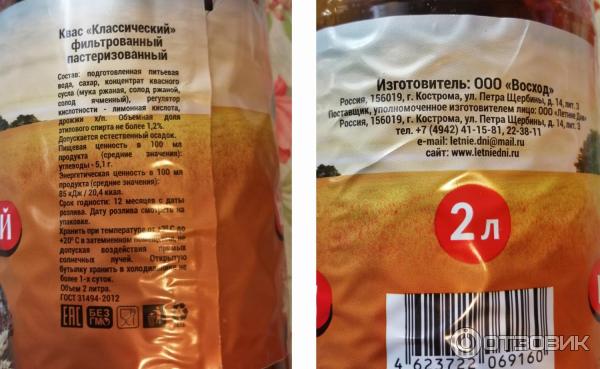 Квас «Классический»
фильтрованный
пастеризованный
Состав: подготовленная питьевая
вода, сахар, концентрат квасного
сусла (мука ржаная, солод ржаной,
солод ячменный), регулятор
кислотности - лимонная кислота,
дрожжи х/п. Объемная доля
этилового спирта не более 1,2%.
Допускается естественный осадок.
Пищевая ценность в 100 мл
продукта (средние значения):
углеводы - 5,1 г.
Энергетическая ценность в 100 мл
продукта (средние значения):
85 кДж / 20,4 ккал.
Срок годности: 12 месяцев с даты
розлива. Дату розлива смотреть на
упаковке.
Хранить при температуре от до
+20° С в затемненном помещении, не
допуская воздействия прямых
солнечных лучей. Открытую
бутылку хранить в холодильнике не
более 1-х суток.
Объем 2 литра.
ГОСТ 31494-2012
ЕАС БЕЗ
ГМО
Й
Изготовитель: ООО «Восход»
Россия, 156019, г. Кострома, ул. Петра Щербины, д. 14, лит. З
Поставщик, уполномоченное изготовителем лицо: ООО «Летние Дни»
Россия, 156019, г. Кострома, ул. Петра Щербины, д. 14, лит. З
тел. +7 (4942) 41-15-81, 22-38-11
e-mail: letnie.dni@mail.ru
сайт: www.letniedni.ru
2 л
4 623722 069160
ОТЗОВИК